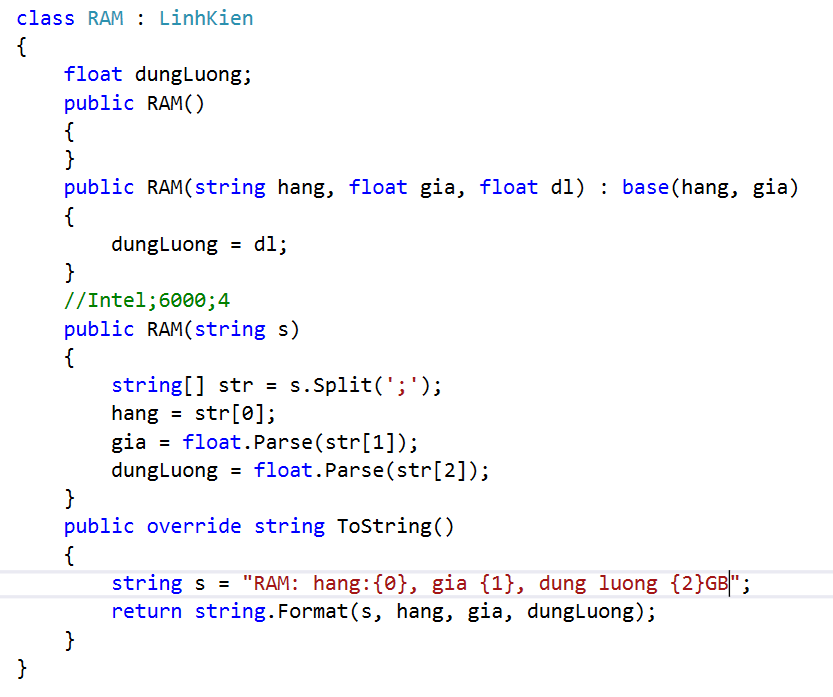 class RAM : LinhKien
{
    float dungLuong;
    public RAM()
    {
    }
    public RAM(string hang, float gia, float dl) : base(hang, gia)
    {
        dungLuong = dl;
    }
    //Intel;6000;4
    public RAM(string s)
    {
        string[] str = s.Split(';');
        hang = str[0];
        gia = float.Parse(str[1]);
        dungLuong = float.Parse(str[2]);
    }
    public override string ToString()
    {
        string s = "RAM: hang:{0}, gia {1}, dung luong {2}GB";
        return string.Format(s, hang, gia, dungLuong);
    }
}